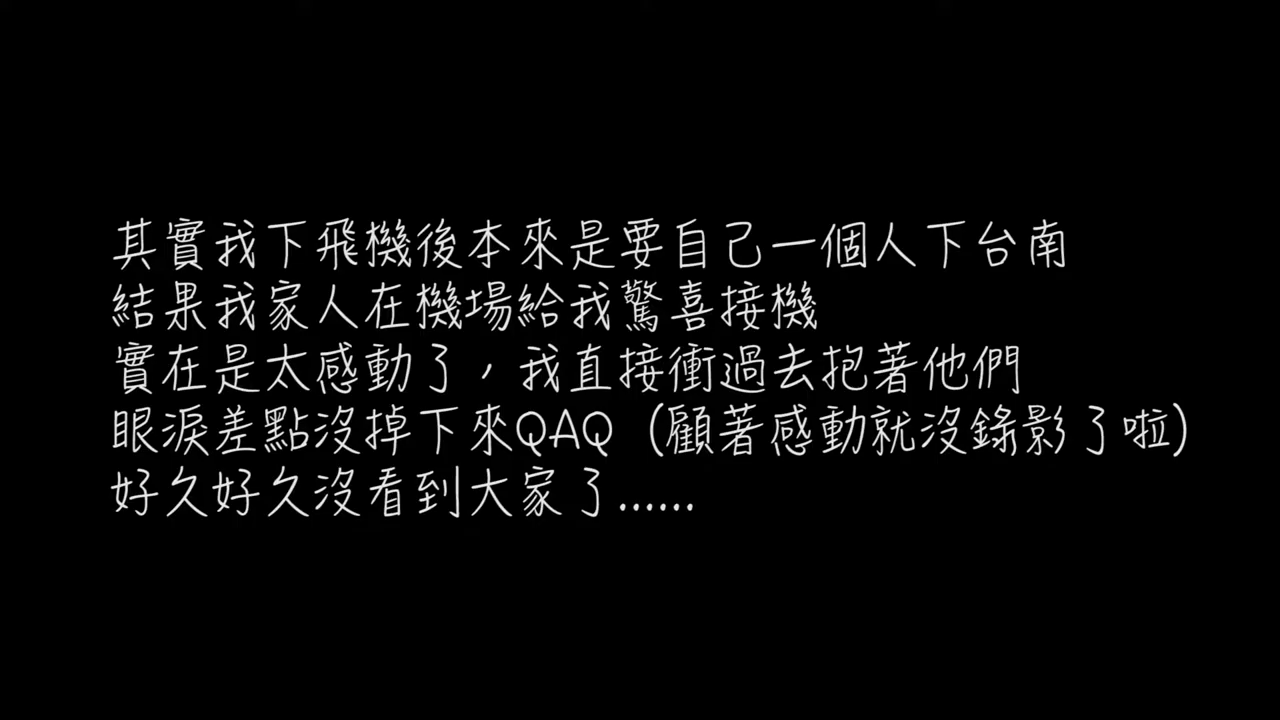 其實我下飛機後本來是要自己一個人下台南
結果我家人在機場給我驚喜接機
實在是太感動了，我直接衝過去抱著他們
眼淚差點沒掉下來QAQ（顧著感動就沒錄影了啦）
好久好久沒看到大家了......